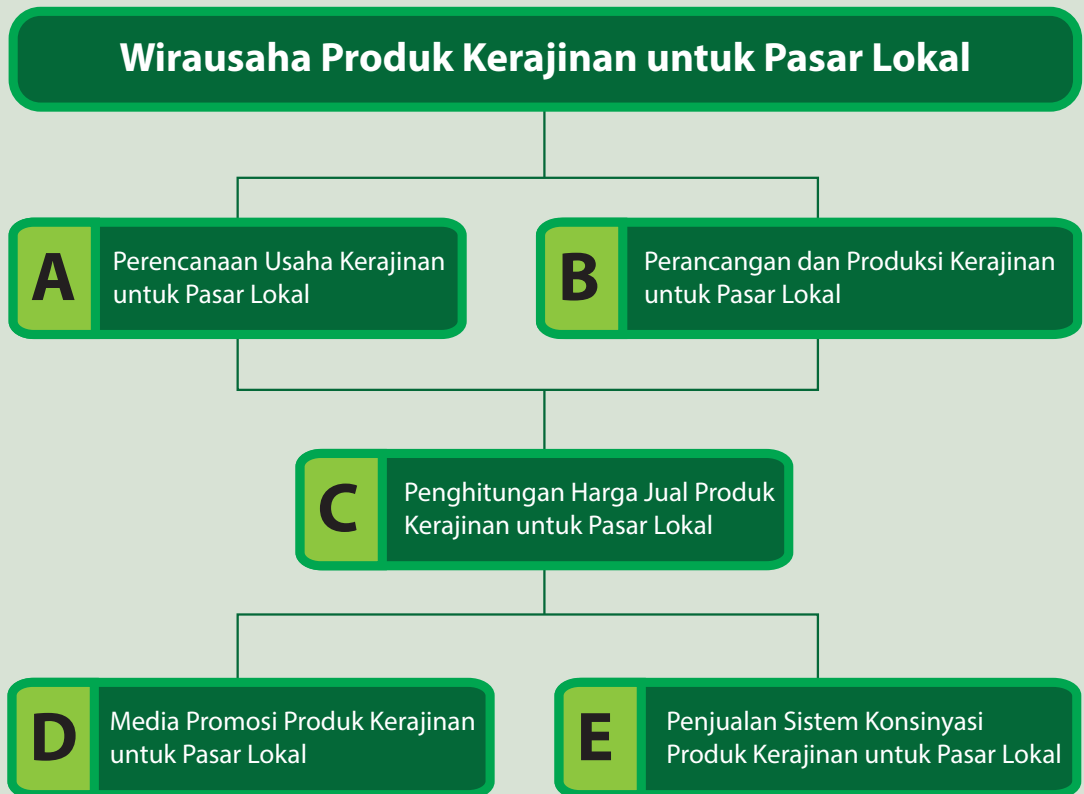 Wirausaha Produk Kerajinan untuk Pasar Lokal
A
Perencanaan Usaha Kerajinan
untuk Pasar Lokal
B
Perancangan dan Produksi Kerajinan
untuk Pasar Lokal
C
Penghitungan Harga Jual Produk
Kerajinan untuk Pasar Lokal
D
Media Promosi Produk Kerajinan
untuk Pasar Lokal
E
Penjualan Sistem Konsinyasi
Produk Kerajinan untuk Pasar Lokal